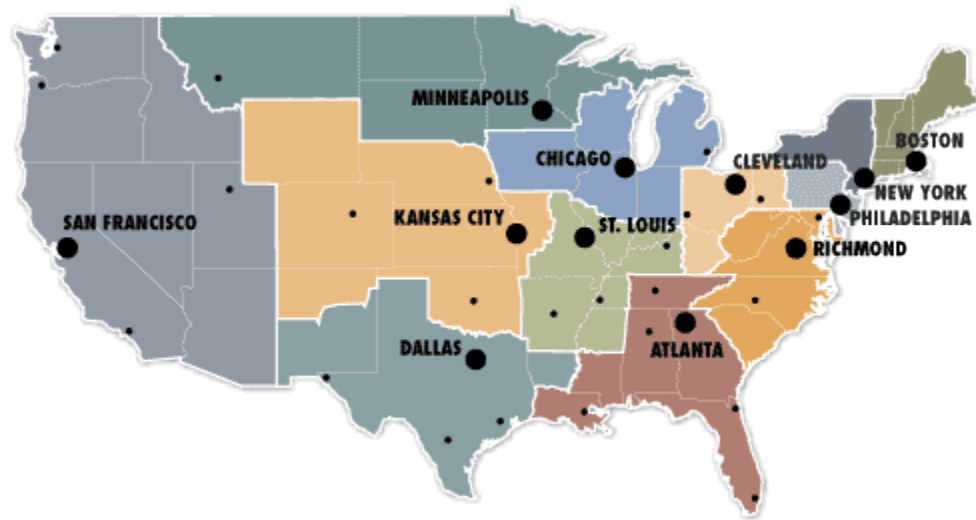 MINNEAPOLIS
BOSTON
CHICAGO
CLEVELAND
NEW YORK
SAN FRANCISCO
KANSAS CITY
ST. LOUIS
PHILADELPHIA
RICHMOND
DALLAS
ATLANTA